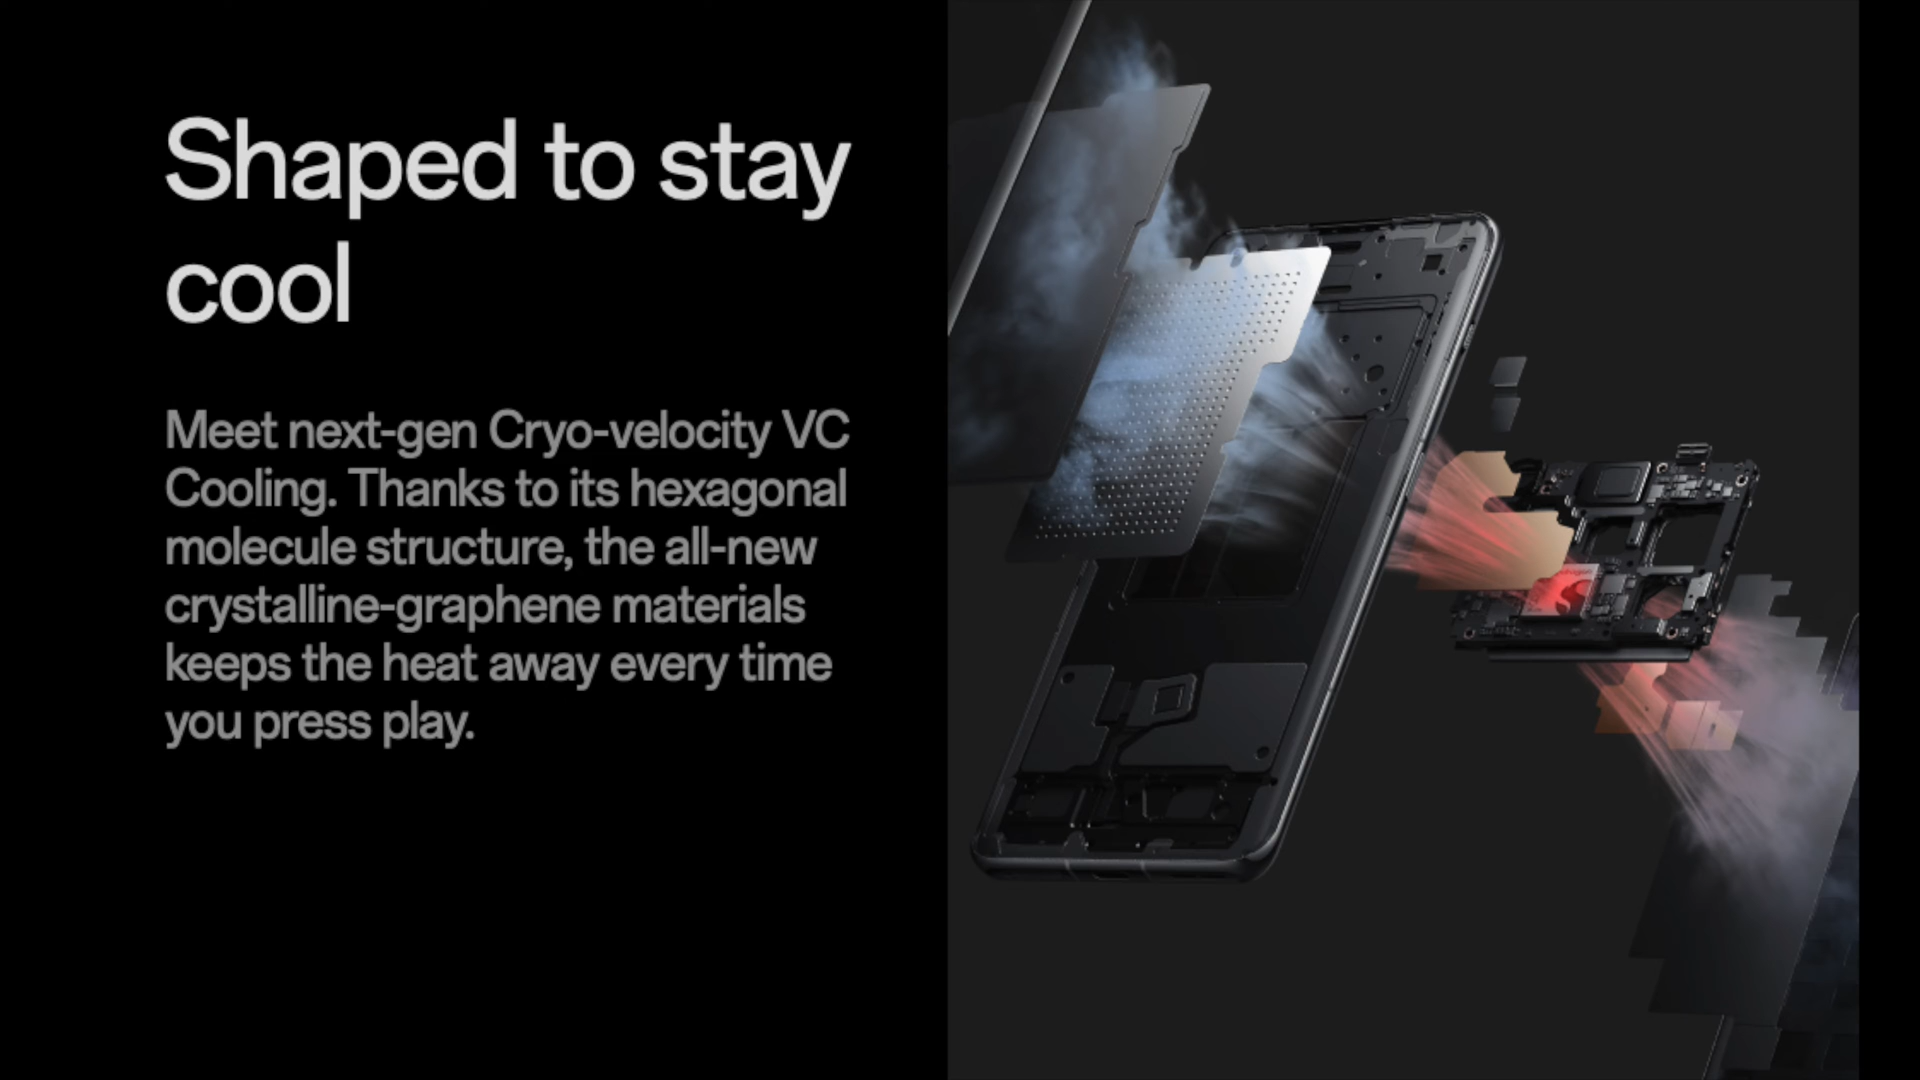 Shaped to stay
cool
Meet next-gen Cryo-velocity VC
Cooling. Thanks to its hexagonal
molecule structure, the all-new
crystalline-graphene materials
keeps the heat away every time
you press play.